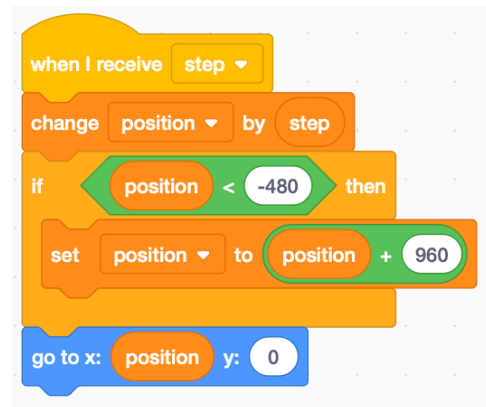 when I receive step
change position by step
if position < -480 then
set position to position + 960
go to x: position y: 0